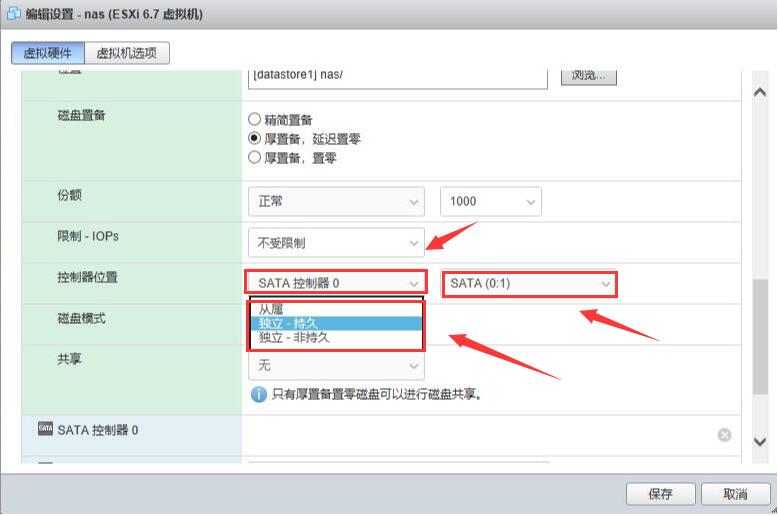 编辑设置 - nas (ESXi 6.7 虚拟机)
虚拟硬件 虚拟机选项
位置 [datastore1] nas/ 浏览...
磁盘置备
精简置备
厚置备，延迟置零
厚置备，置零
份额 正常 1000
限制 - IOPs 不受限制
控制器位置 SATA 控制器 0 SATA (0:1)
从属
磁盘模式 独立 - 持久
独立 - 非持久
共享 无
只有厚置备置零磁盘可以进行磁盘共享。
SATA SATA 控制器 0
保存 取消